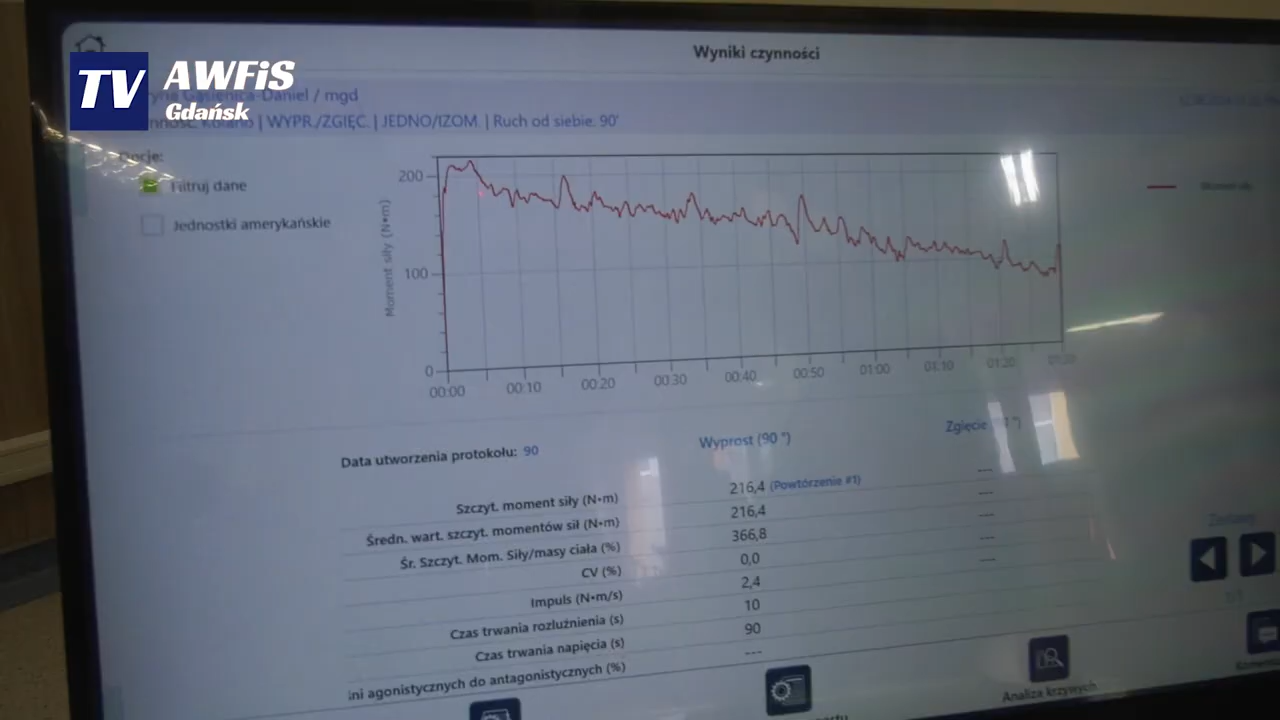 Wyniki czynności
TV AWFiS
Gdańsk
Gąsienica-Daniel / mgd
Kolano | WYPR./ZGIĘC. | JEDNO/IZOM. | Ruch od siebie. 90'
Filtruj dane
Jednostki amerykańskie
Moment siły (N•m)
200
100
0
00:00 00:10 00:20 00:30 00:40 00:50 01:00 01:10 01:20
Data utworzenia protokołu: 90
Wyprost (90 °)
Zgięcie
Szczyt. moment siły (N•m) 216,4 (Powtórzenie #1) ---
Średn. wart. szczyt. momentów sił (N•m) 216,4 ---
Śr. Szczyt. Mom. Siły/masy ciała (%) 366,8 ---
CV (%) 0,0 ---
Impuls (N•m/s) 2,4 ---
Czas trwania rozluźnienia (s) 10
Czas trwania napięcia (s) 90
agonistycznych do antagonistycznych (%) ---
Analiza krzywych